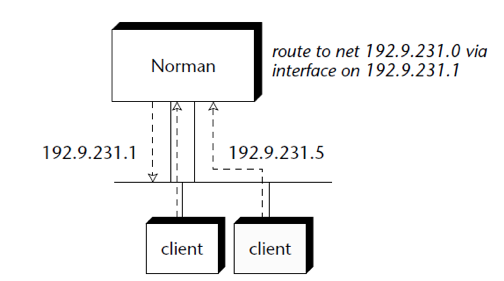 Norman
route to net 192.9.231.0 via
interface on 192.9.231.1
192.9.231.1
192.9.231.5
client
client